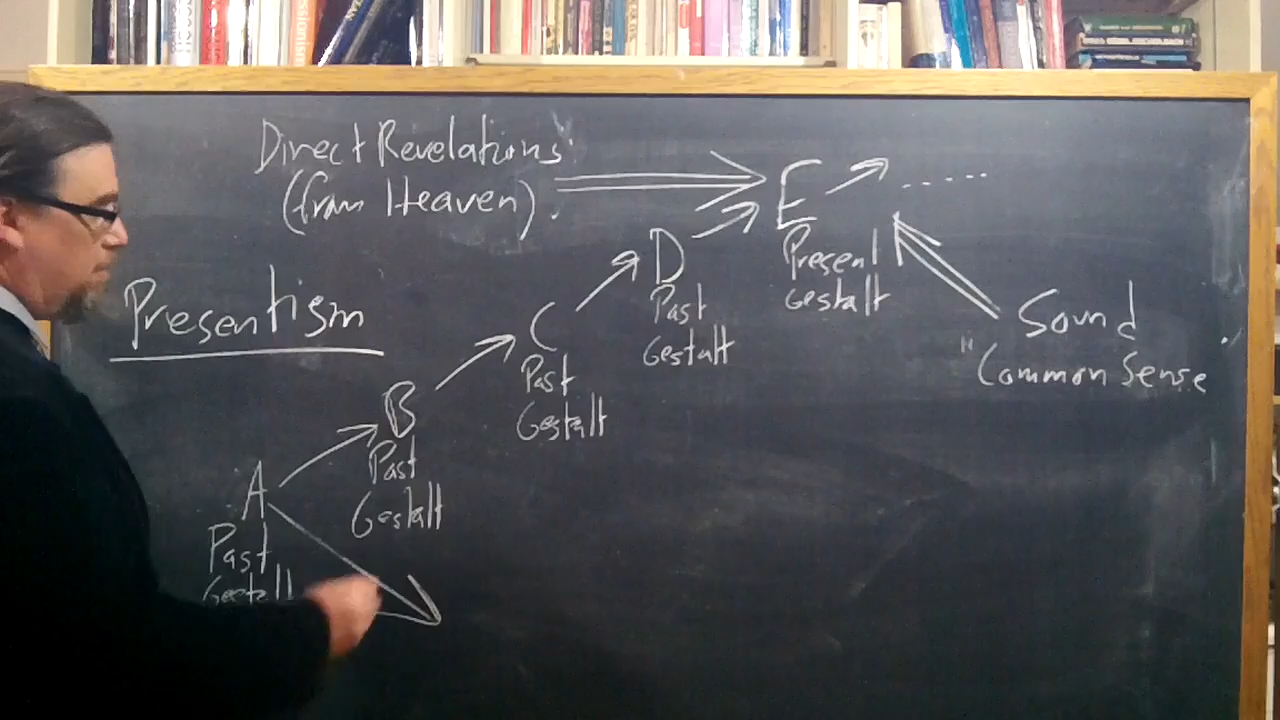 Direct Revelations
(from Heaven).
E
.....
Present
Gestalt
D
Past
Gestalt
Sound
"Common Sense
Presentism
C
Past
Gestalt
B
Past
Gestalt
A
Past
Gestalt